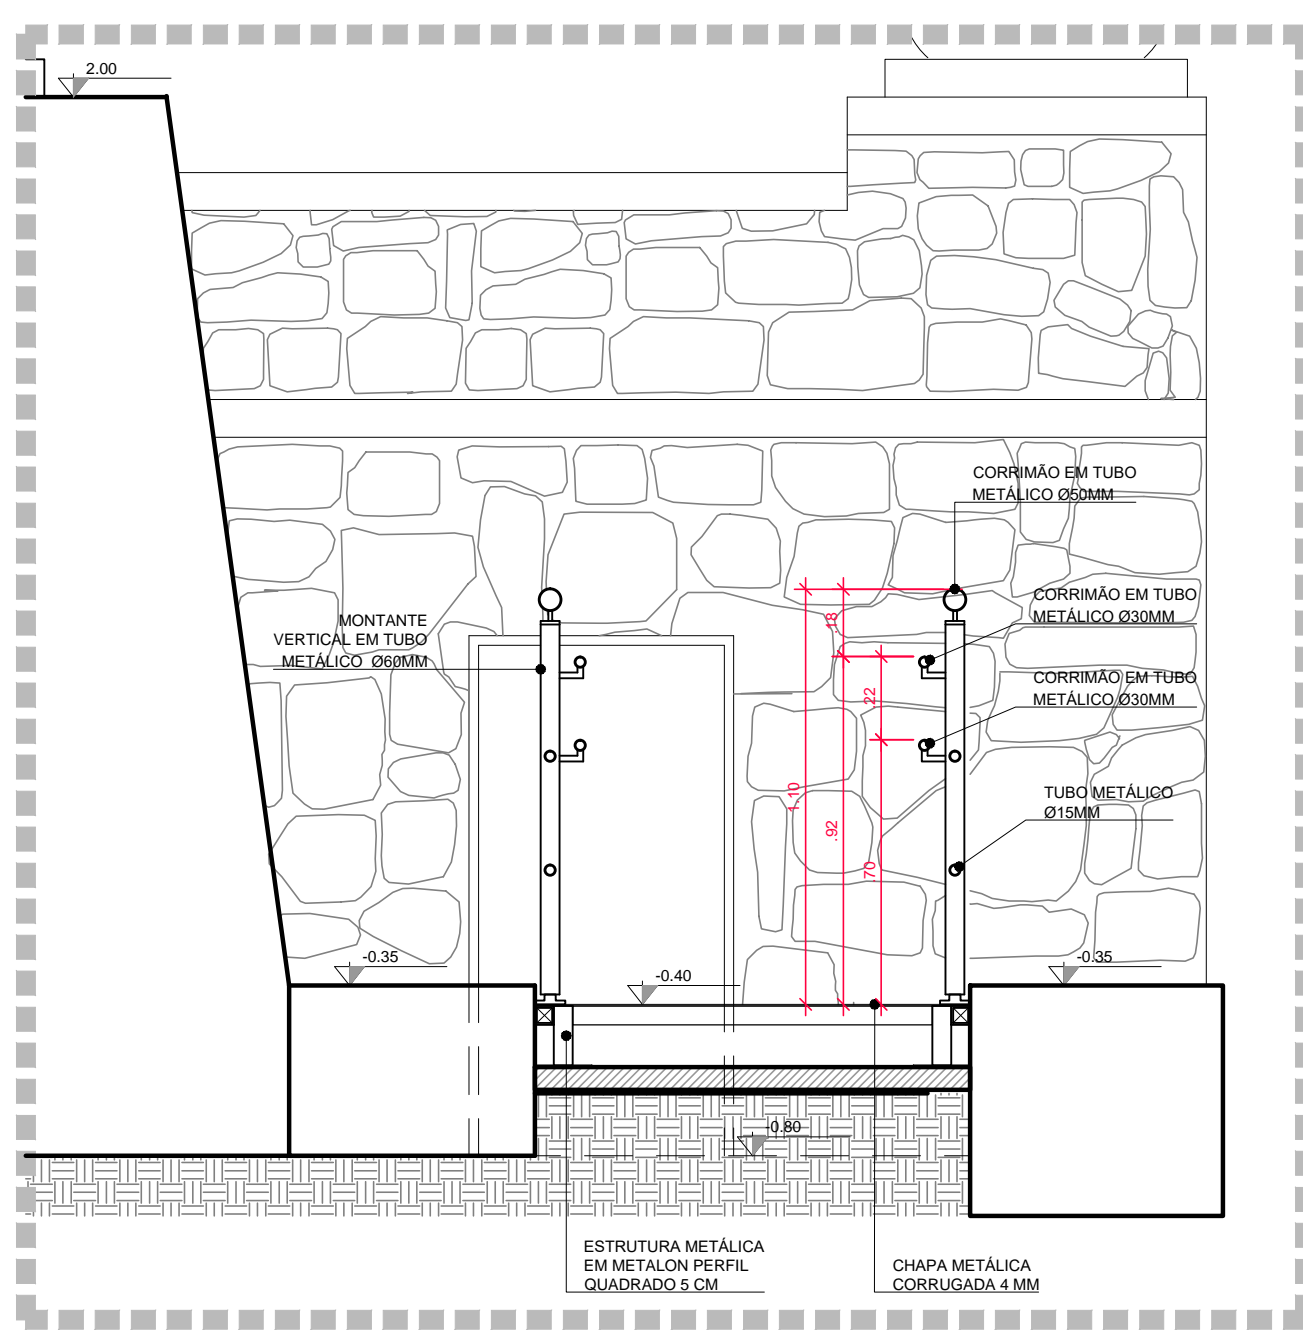 2.00
CORRIMÃO EM TUBO
METÁLICO Ø50MM
CORRIMÃO EM TUBO
METÁLICO Ø30MM
MONTANTE
VERTICAL EM TUBO
METÁLICO Ø60MM
.18
CORRIMÃO EM TUBO
METÁLICO Ø30MM
.22
TUBO METÁLICO
Ø15MM
1.10
.92
.70
-0.35
-0.40
-0.35
-0.80
ESTRUTURA METÁLICA
EM METALON PERFIL
QUADRADO 5 CM
CHAPA METÁLICA
CORRUGADA 4 MM